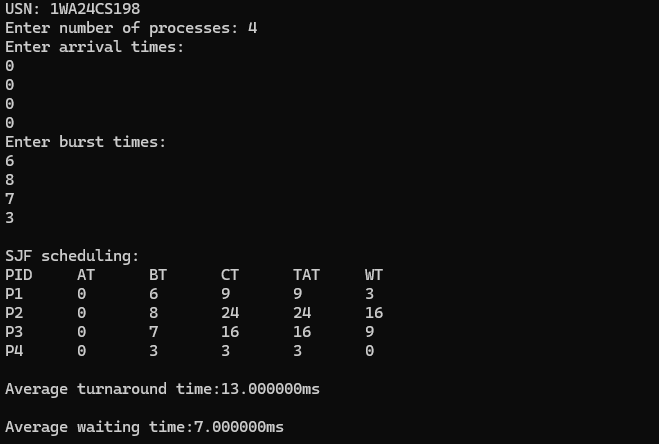 USN: 1WA24CS198
Enter number of processes: 4
Enter arrival times:
0
0
0
0
Enter burst times:
6
8
7
3
SJF scheduling:
PID AT BT CT TAT WT
P1 0 6 9 9 3
P2 0 8 24 24 16
P3 0 7 16 16 9
P4 0 3 3 3 0
Average turnaround time:13.000000ms
Average waiting time:7.000000ms